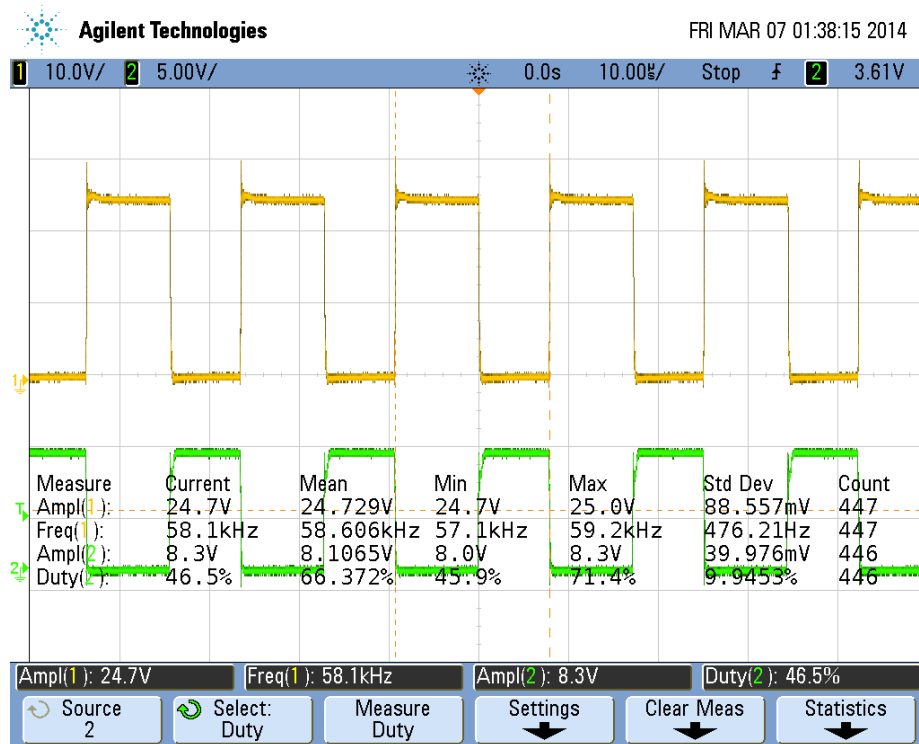 Agilent Technologies FRI MAR 07 01:38:15 2014
1 10.0V/ 2 5.00V/ 0.0s 10.00µs/ Stop 2 3.61V
1
Measure Current Mean Min Max Std Dev Count
Ampl(1): 24.7V 24.729V 24.7V 25.0V 88.557mV 447
T
Freq(1): 58.1kHz 58.606kHz 57.1kHz 59.2kHz 476.21Hz 447
Ampl(2): 8.3V 8.1065V 8.0V 8.3V 39.976mV 446
2
Duty(2): 46.5% 66.372% 45.9% 71.4% 9.9453% 446
Ampl(1): 24.7V Freq(1): 58.1kHz Ampl(2): 8.3V Duty(2): 46.5%
Source Select: Measure Settings Clear Meas Statistics
2 Duty Duty